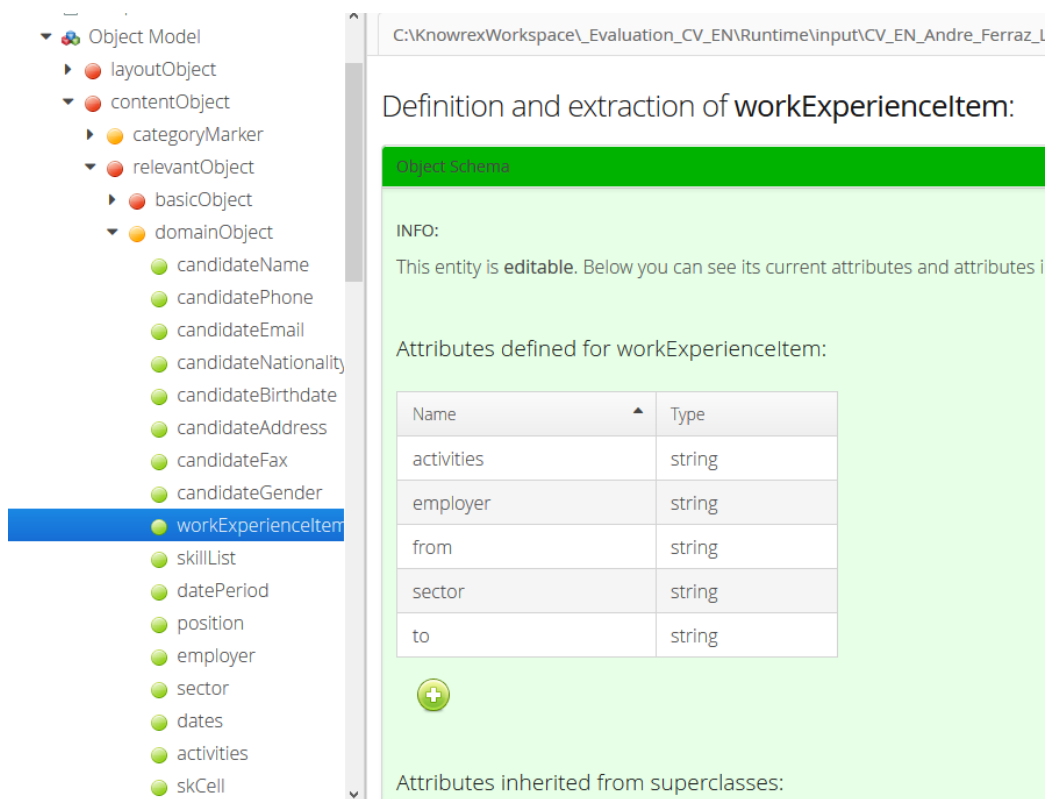 Object Model
layoutObject
contentObject
categoryMarker
relevantObject
basicObject
domainObject
candidateName
candidatePhone
candidateEmail
candidateNationality
candidateBirthdate
candidateAddress
candidateFax
candidateGender
workExperienceItem
skillList
datePeriod
position
employer
sector
dates
activities
skCell
C:\KnowrexWorkspace\_Evaluation_CV_EN\Runtime\input\CV_EN_Andre_Ferraz_L
Definition and extraction of workExperienceItem:
Object Schema
INFO:
This entity is editable. Below you can see its current attributes and attributes i
Attributes defined for workExperienceItem:
Name Type
activities string
employer string
from string
sector string
to string
Attributes inherited from superclasses: